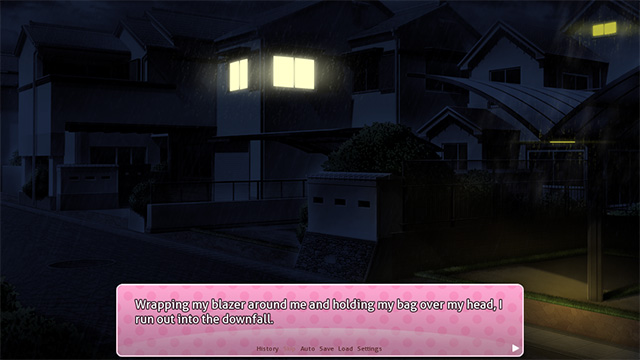 Wrapping my blazer around me and holding my bag over my head, I
run out into the downfall.
History Skip Auto Save Load Settings